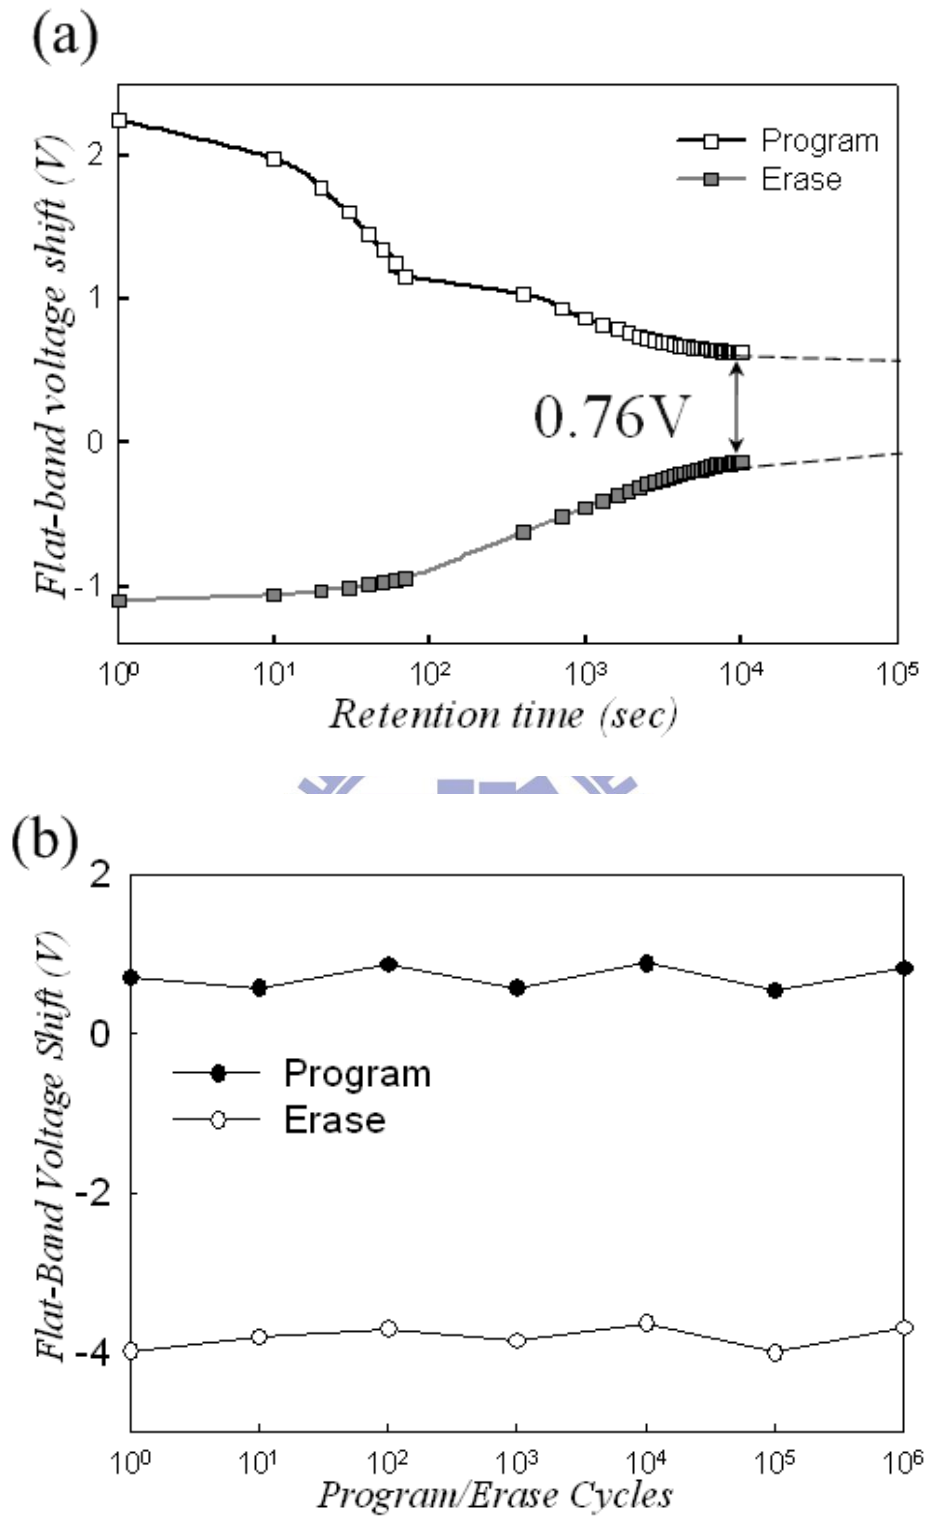 (a)
Flat-band voltage shift (V)
2
1
0
-1
Program
Erase
0.76V
10⁰ 10¹ 10² 10³ 10⁴ 10⁵
Retention time (sec)
(b)
Flat-Band Voltage Shift (V)
2
0
-2
-4
Program
Erase
10⁰ 10¹ 10² 10³ 10⁴ 10⁵ 10⁶
Program/Erase Cycles